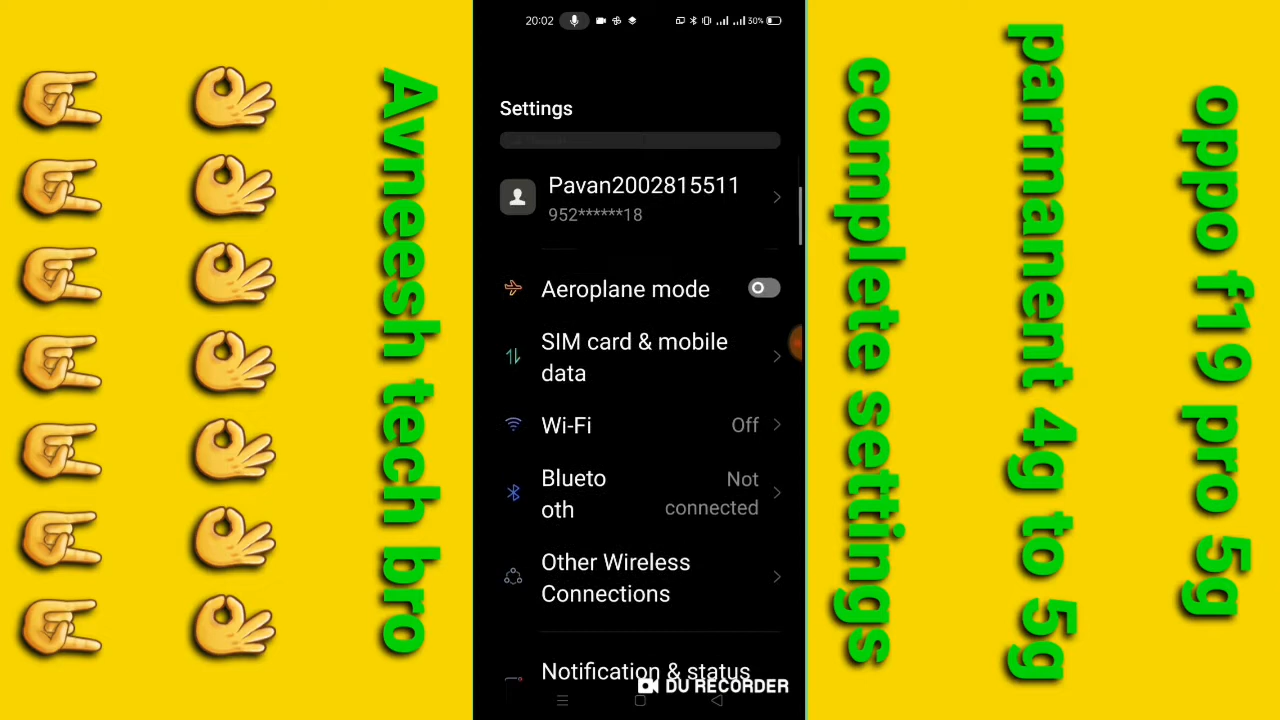 Avneesh tech bro
20:02
30%
Settings
Pavan2002815511
952******18
Aeroplane mode
SIM card & mobile
data
Wi-Fi
Off
Blueto
oth
Not
connected
Other Wireless
Connections
Notification & status
DU RECORDER
oppo f19 pro 5g
parmanent 4g to 5g
complete settings